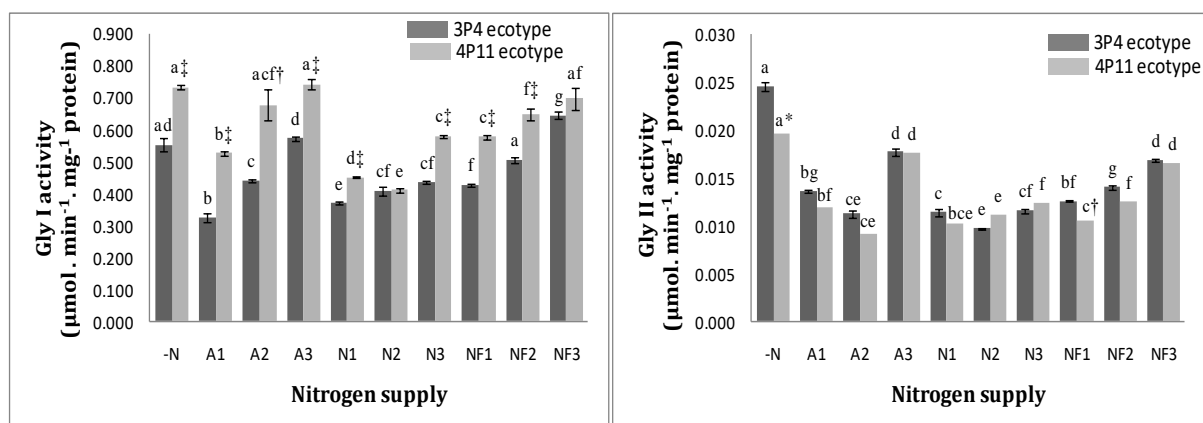 0.900
0.800
0.700
0.600
0.500
0.400
0.300
0.200
0.100
0.000
Gly I activity
(µmol. min⁻¹. mg⁻¹ protein)
3P4 ecotype
4P11 ecotype
ad a‡ b b‡ c acf† d a‡ e d‡ cf e cf c‡ f c‡ a f‡ g af
-N A1 A2 A3 N1 N2 N3 NF1 NF2 NF3
Nitrogen supply
0.030
0.025
0.020
0.015
0.010
0.005
0.000
Gly II activity
(µmol. min⁻¹. mg⁻¹ protein)
3P4 ecotype
4P11 ecotype
a a* bg bf ce ce d d c bce e e cf f bf c† g f d d
-N A1 A2 A3 N1 N2 N3 NF1 NF2 NF3
Nitrogen supply